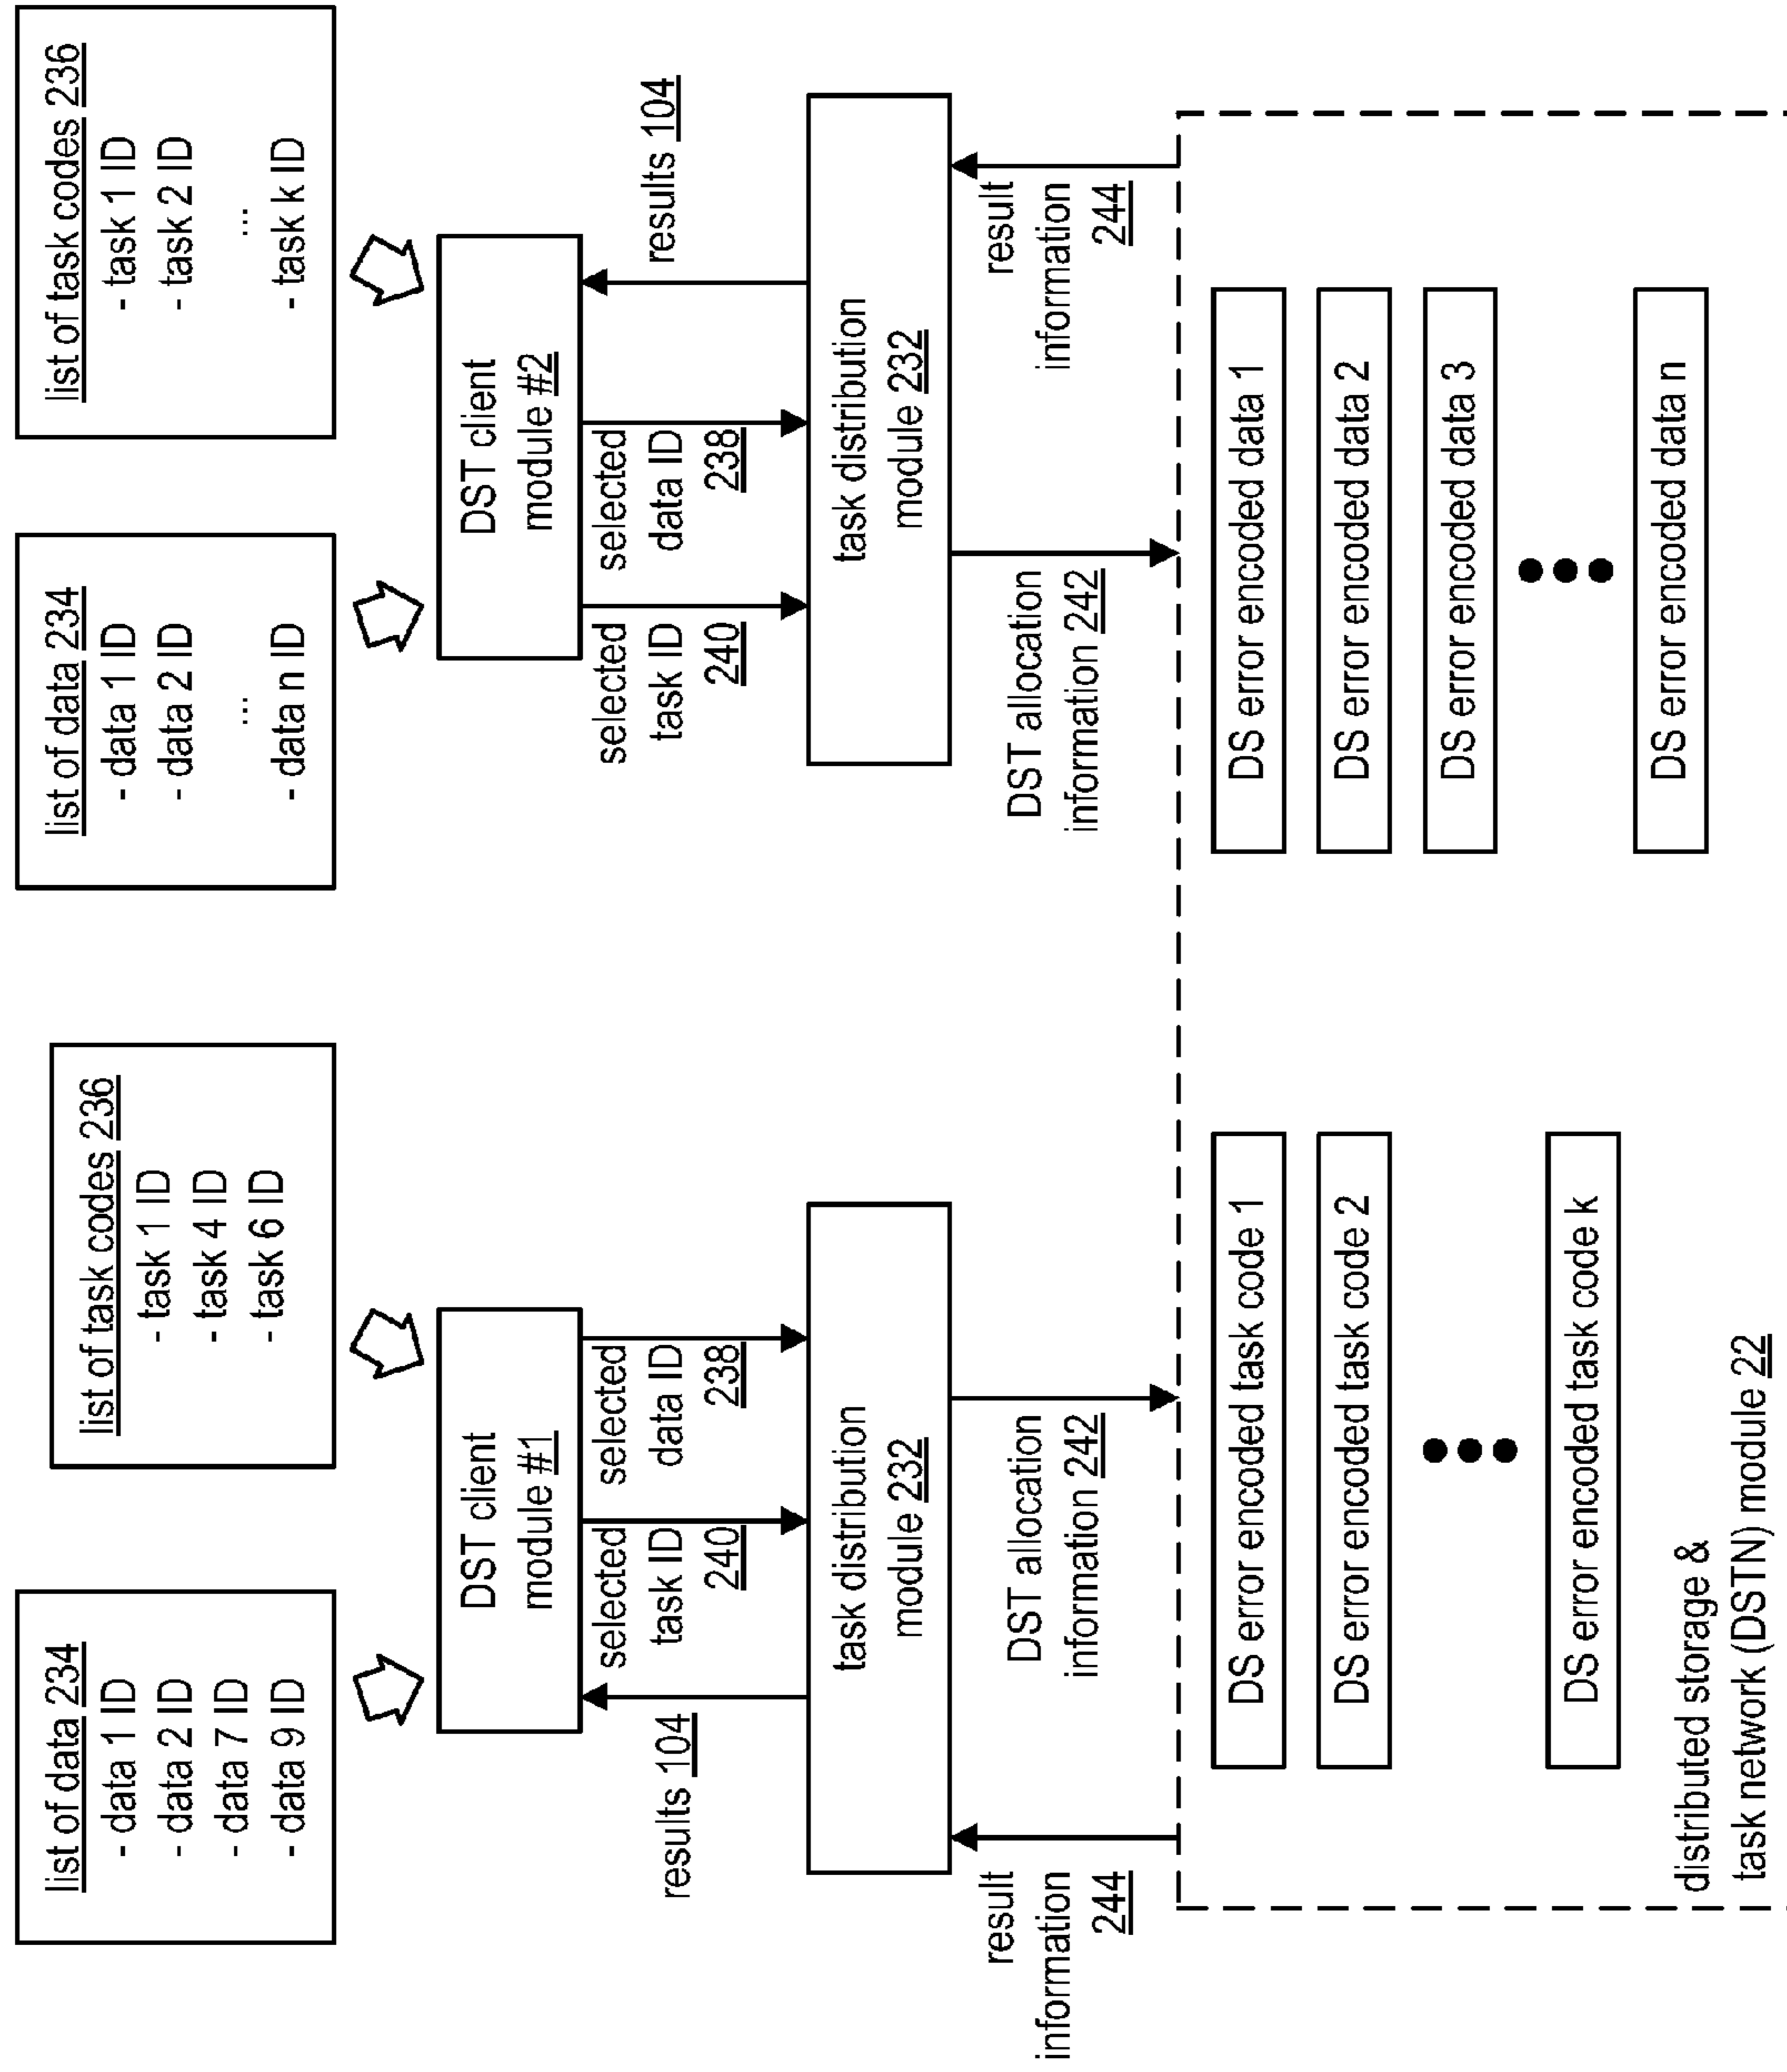 list of data 234
- data 1 ID
- data 2 ID
- data 7 ID
- data 9 ID
list of task codes 236
- task 1 ID
- task 4 ID
- task 6 ID
list of data 234
- data 1 ID
- data 2 ID
...
- data n ID
list of task codes 236
- task 1 ID
- task 2 ID
...
- task k ID
DST client
module #1
DST client
module #2
results 104
selected
task ID
240
selected
data ID
238
selected
task ID
240
selected
data ID
238
results 104
task distribution
module 232
task distribution
module 232
result
information
244
DST allocation
information 242
DST allocation
information 242
result
information
244
DS error encoded task code 1
DS error encoded task code 2
DS error encoded task code k
DS error encoded data 1
DS error encoded data 2
DS error encoded data 3
DS error encoded data n
distributed storage &
task network (DSTN) module 22